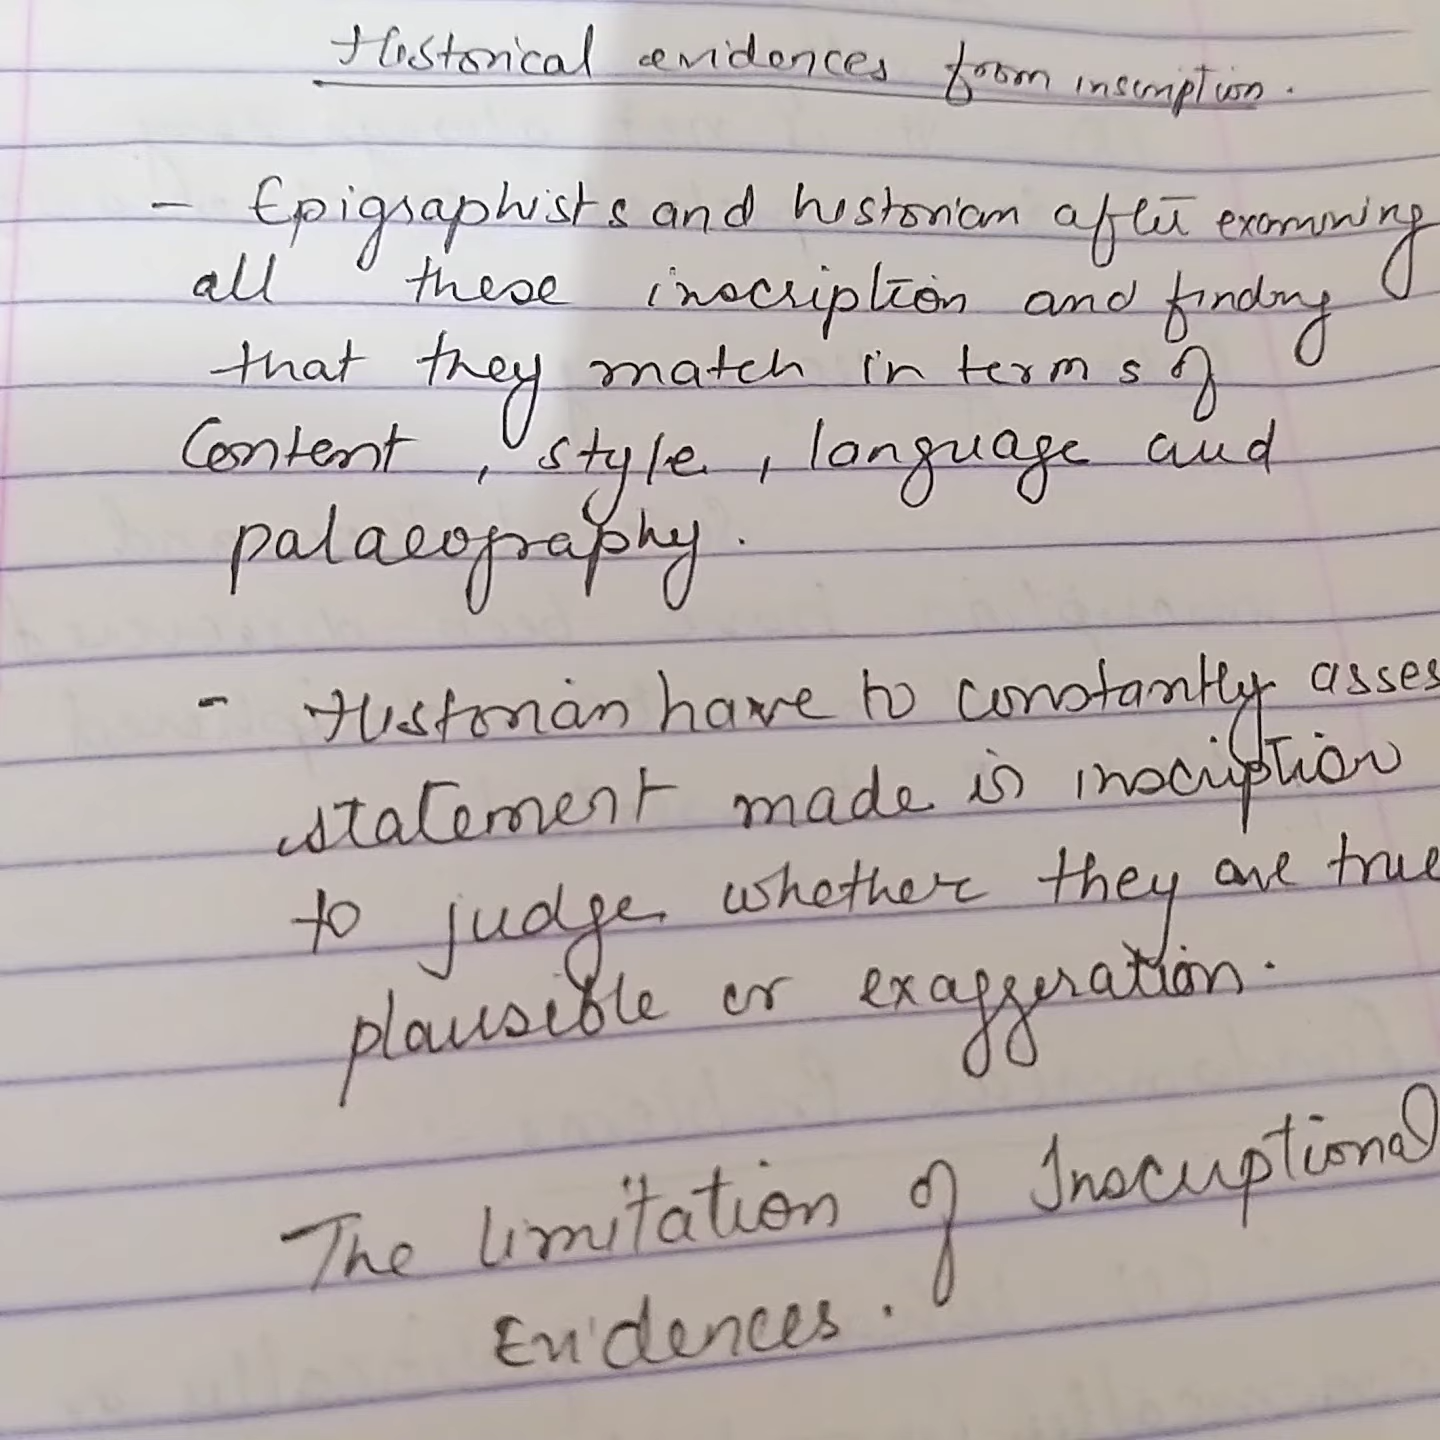 Historical evidences from inscription.
- Epigraphists and historian after examining
all these inscription and finding
that they match in terms of
Content, style, language and
palaeography.
- Historian have to constantly asses
statement made is inscription
to judge whether they are true
plausible or exaggeration.
The limitation of Inscriptional
Evidences.